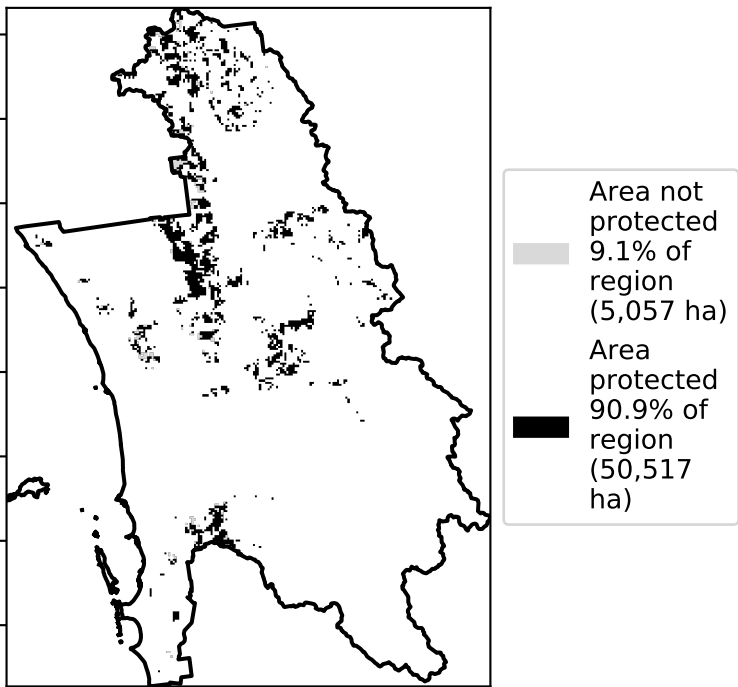 Area not
protected
9.1% of
region
(5,057 ha)
Area
protected
90.9% of
region
(50,517
ha)